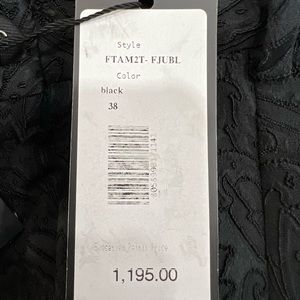 Style
FTAM2T- FJUBL
Color
black
38
1,195.00